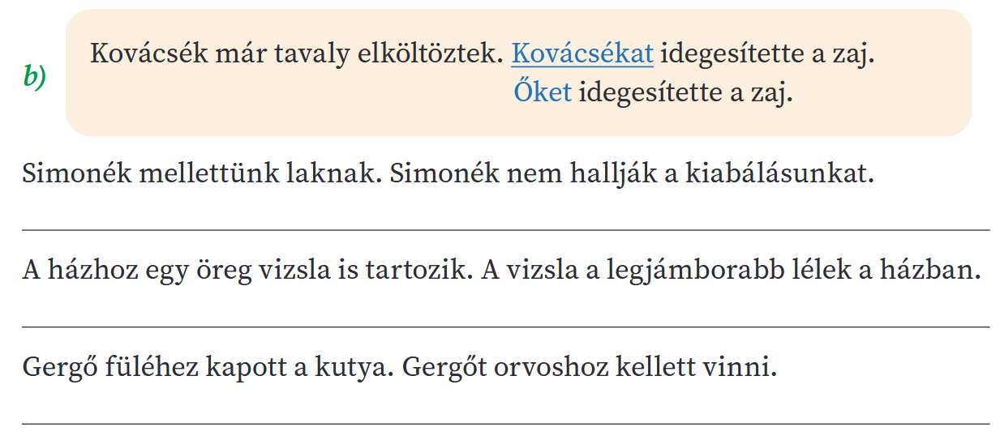 b)
Kovácsék már tavaly elköltöztek. Kovácsékat idegesítette a zaj.
Őket idegesítette a zaj.
Simonék mellettünk laknak. Simonék nem hallják a kiabálásunkat.
A házhoz egy öreg vizsla is tartozik. A vizsla a legjámborabb lélek a házban.
Gergő füléhez kapott a kutya. Gergőt orvoshoz kellett vinni.